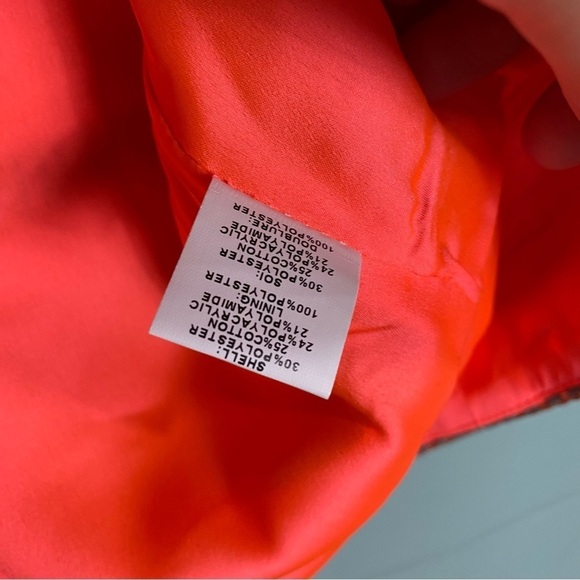 SHELL:
30%POLYESTER
25%COTTON
24%POLYACRYLIC
21%POLYAMIDE
LINING:
100%POLYESTER
SOI:
30%POLYESTER
25%COTTON
24%POLYACRYLIC
21%POLYAMIDE
DOUBLURE:
100%POLYESTER